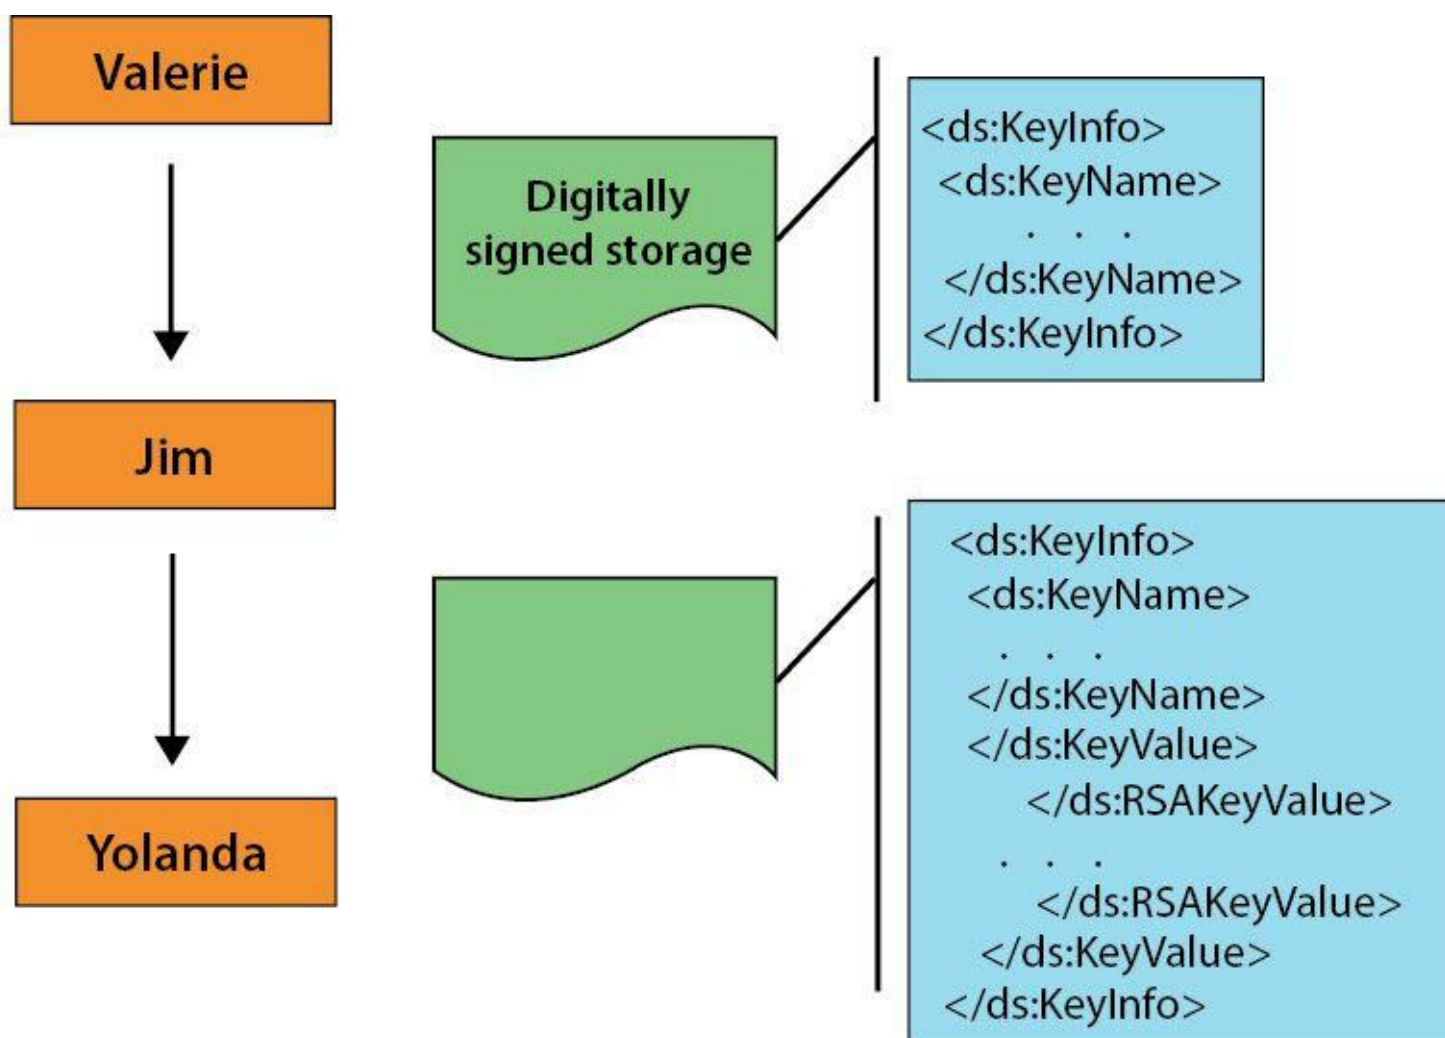 Valerie
Jim
Yolanda
Digitally
signed storage
<ds:KeyInfo>
<ds:KeyName>
. . .
</ds:KeyName>
</ds:KeyInfo>
<ds:KeyInfo>
<ds:KeyName>
. . .
</ds:KeyName>
</ds:KeyValue>
</ds:RSAKeyValue>
. . .
</ds:RSAKeyValue>
</ds:KeyValue>
</ds:KeyInfo>